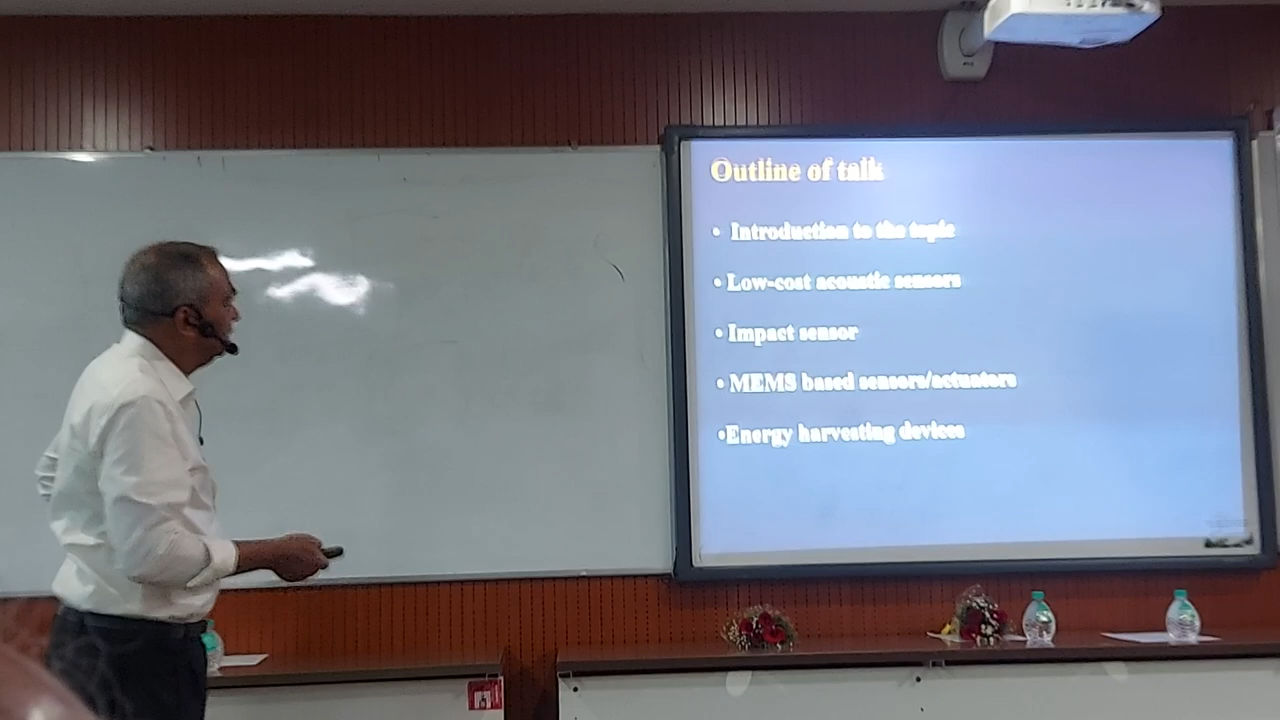 Outline of talk
• Introduction to the topic
• Low-cost acoustic sensors
• Impact sensor
• MEMS based sensors/actuators
•Energy harvesting devices